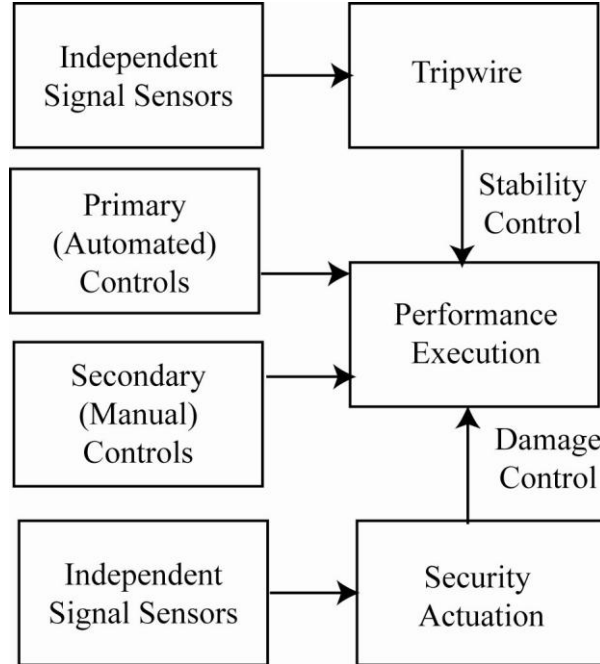 Independent
Signal Sensors
Tripwire
Stability
Control
Primary
(Automated)
Controls
Performance
Execution
Secondary
(Manual)
Controls
Damage
Control
Independent
Signal Sensors
Security
Actuation